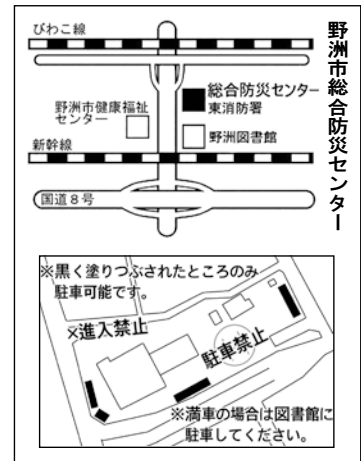 野洲市総合防災センター
びわこ線
総合防災センター
東消防署
野洲市健康福祉
センター
野洲図書館
新幹線
国道8号
※黒く塗りつぶされたところのみ
駐車可能です。
×進入禁止
駐車禁止
※満車の場合は図書館に
駐車してください。